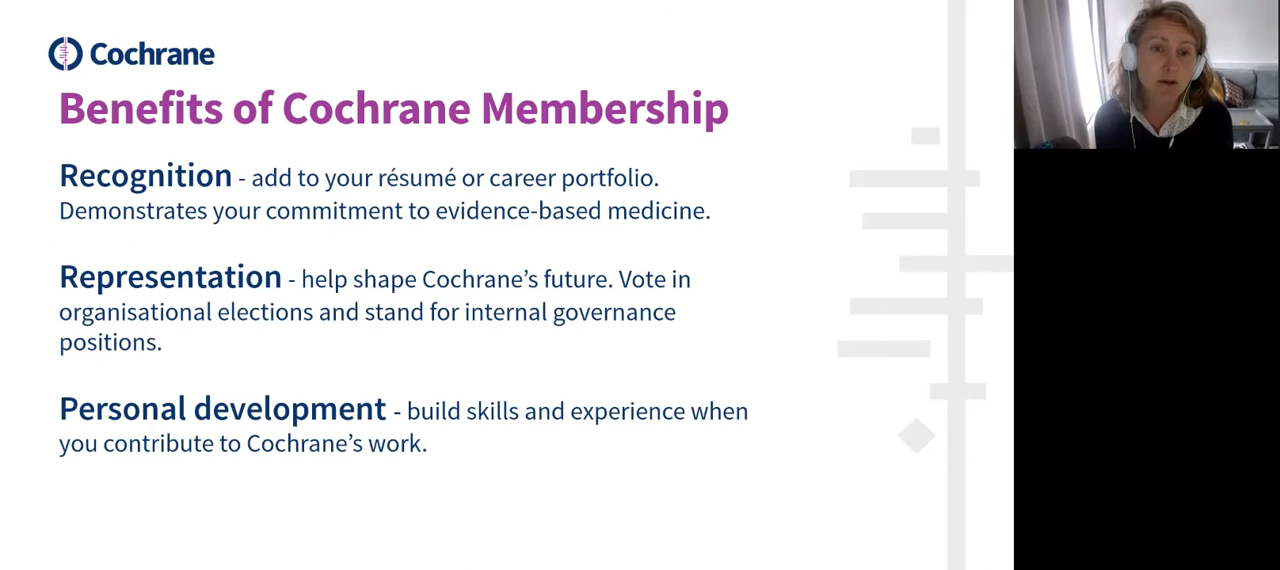 Cochrane
Benefits of Cochrane Membership
Recognition - add to your résumé or career portfolio.
Demonstrates your commitment to evidence-based medicine.
Representation - help shape Cochrane’s future. Vote in
organisational elections and stand for internal governance
positions.
Personal development - build skills and experience when
you contribute to Cochrane’s work.